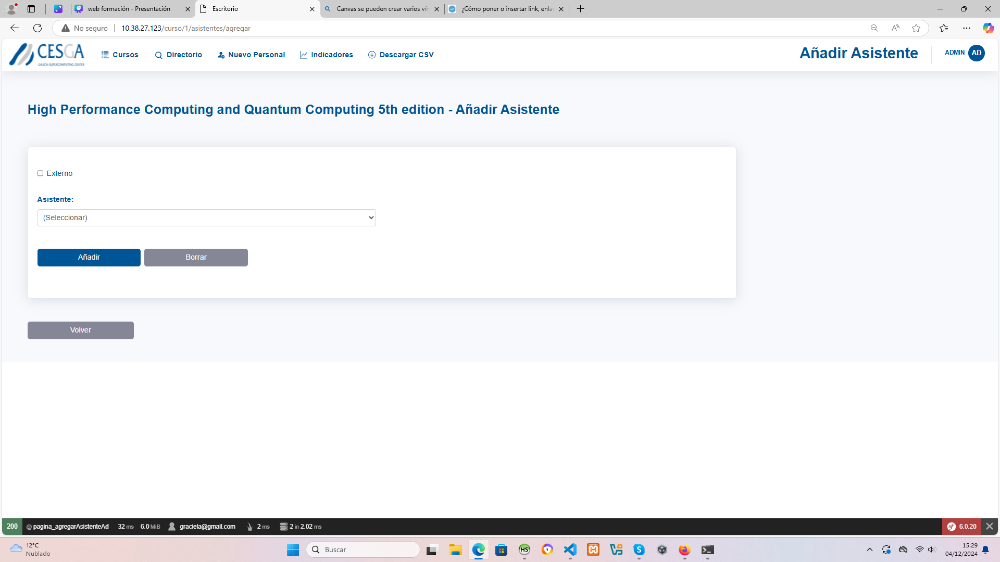 web formación - Presentación
Escritorio
Canvas se pueden crear varios vín
¿Cómo poner o insertar link, enla
No seguro
10.38.27.123/curso/1/asistentes/agregar
CESGA
GALICIA SUPERCOMPUTING CENTER
Cursos
Directorio
Nuevo Personal
Indicadores
Descargar CSV
Añadir Asistente
ADMIN
AD
High Performance Computing and Quantum Computing 5th edition - Añadir Asistente
Externo
Asistente:
(Seleccionar)
Añadir
Borrar
Volver
200
@ pagina_agregarAsistenteAd
32 ms
6.0 MiB
graciela@gmail.com
2 ms
2 in 2.02 ms
sf
6.0.20
12°C
Nublado
Buscar
HS
15:29
04/12/2024